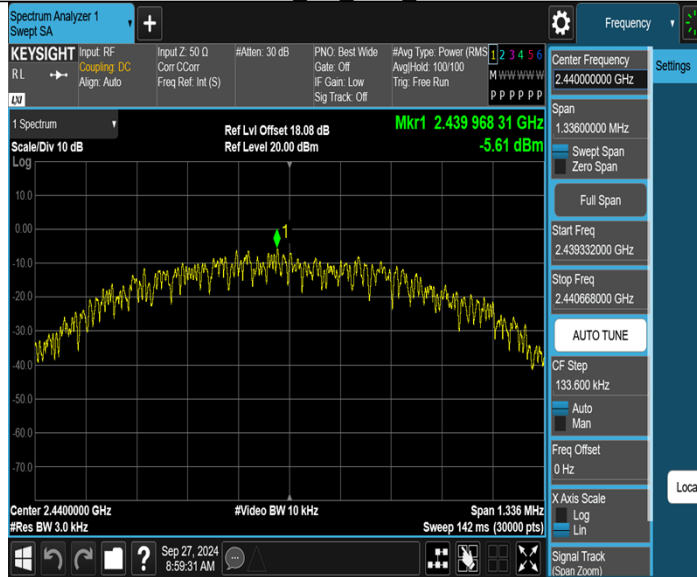 Spectrum Analyzer 1
Swept SA
+
Frequency
KEYSIGHT
RL
LXI
Input: RF
Coupling: DC
Align: Auto
Input Z: 50 Ω
Corr CCorr
Freq Ref: Int (S)
#Atten: 30 dB
PNO: Best Wide
Gate: Off
IF Gain: Low
Sig Track: Off
#Avg Type: Power (RMS
Avg|Hold: 100/100
Trig: Free Run
1 2 3 4 5 6
M W W W W W
P P P P P P
Center Frequency
2.440000000 GHz
Settings
Span
1.33600000 MHz
Swept Span
Zero Span
Full Span
Start Freq
2.439332000 GHz
Stop Freq
2.440668000 GHz
AUTO TUNE
CF Step
133.600 kHz
Auto
Man
Freq Offset
0 Hz
X Axis Scale
Log
Lin
Signal Track
(Span Zoom)
Loca
1 Spectrum
Scale/Div 10 dB
Log
Ref Lvl Offset 18.08 dB
Ref Level 20.00 dBm
Mkr1 2.439 968 31 GHz
-5.61 dBm
10.0
0.00
1
-10.0
-20.0
-30.0
-40.0
-50.0
-60.0
-70.0
Center 2.4400000 GHz
#Res BW 3.0 kHz
#Video BW 10 kHz
Span 1.336 MHz
Sweep 142 ms (30000 pts)
?
Sep 27, 2024
8:59:31 AM